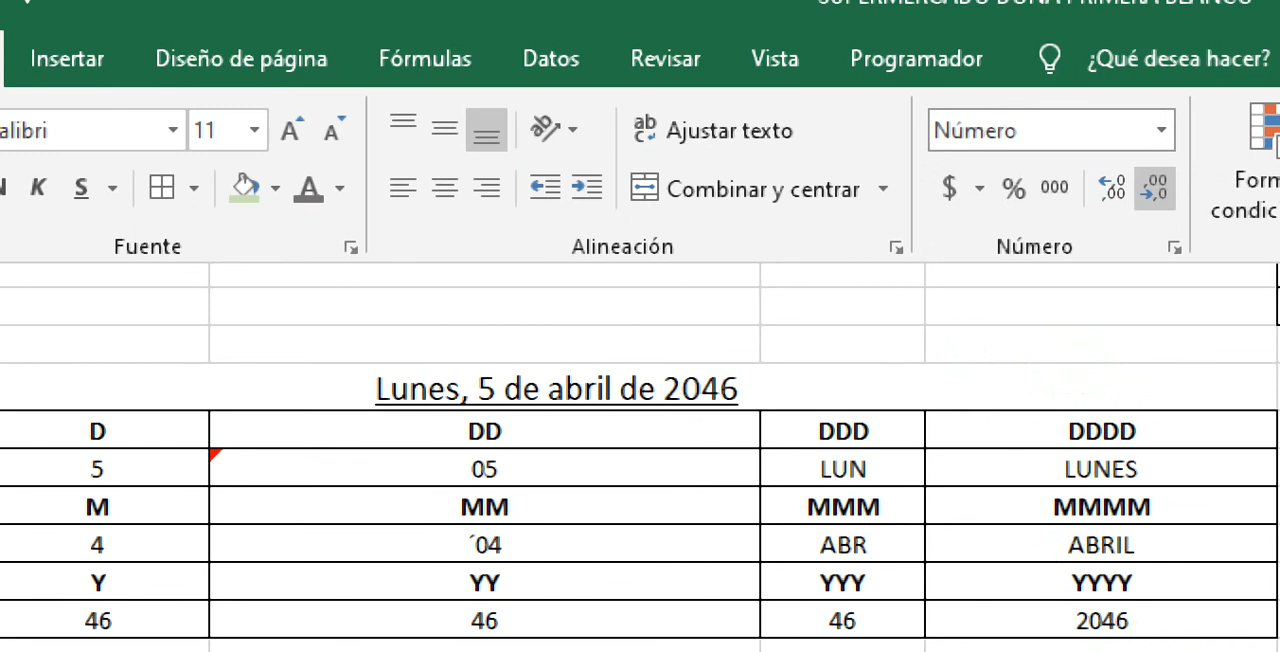 Insertar Diseño de página Fórmulas Datos Revisar Vista Programador ¿Qué desea hacer?
11 Ajustar texto Número
K S A Combinar y centrar $ % 000
Fuente Alineación Número
Lunes, 5 de abril de 2046
D DD DDD DDDD
5 05 LUN LUNES
M MM MMM MMMM
4 ´04 ABR ABRIL
Y YY YYY YYYY
46 46 46 2046